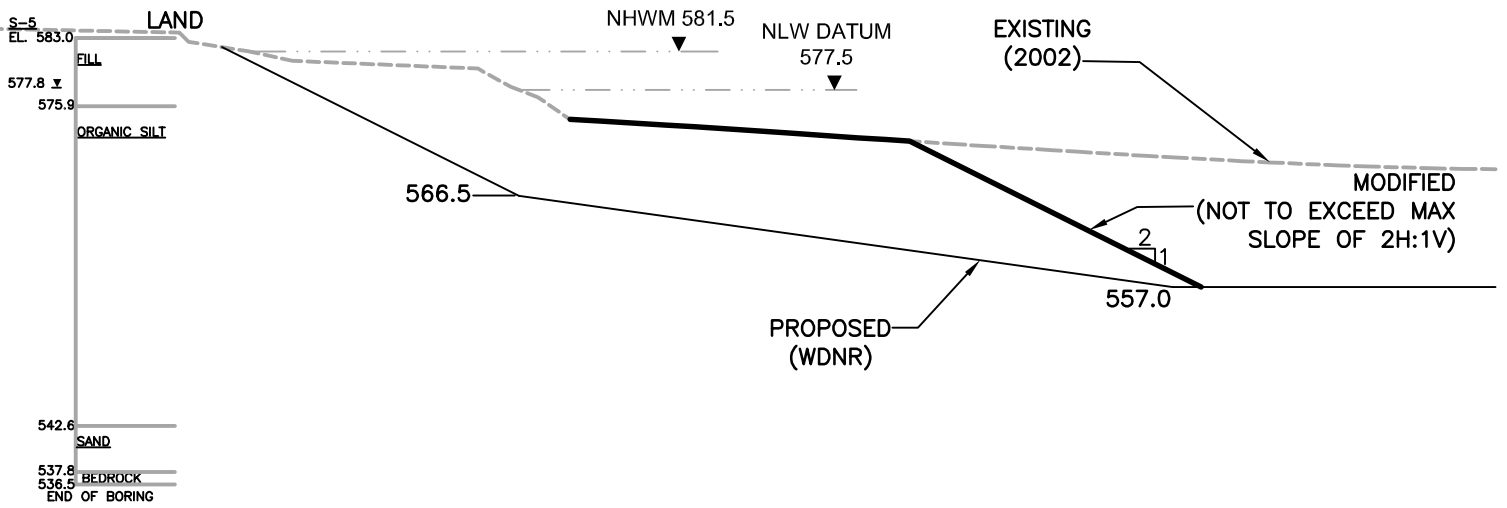 S-5
EL. 583.0
LAND
FILL
577.8
575.9
ORGANIC SILT
542.6
SAND
537.8
BEDROCK
536.5
END OF BORING
NHWM 581.5
NLW DATUM
577.5
EXISTING
(2002)
566.5
MODIFIED
(NOT TO EXCEED MAX
SLOPE OF 2H:1V)
2
1
557.0
PROPOSED
(WDNR)